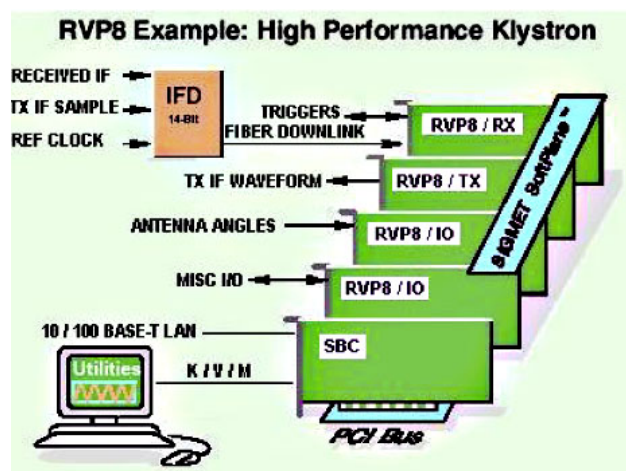 RVP8 Example: High Performance Klystron
RECEIVED IF
TX IF SAMPLE
REF CLOCK
IFD
14-Bit
TRIGGERS
FIBER DOWNLINK
RVP8 / RX
TX IF WAVEFORM
RVP8 / TX
ANTENNA ANGLES
RVP8 / IO
MISC I/O
RVP8 / IO
SIGMET SoftPlane™
10 / 100 BASE-T LAN
SBC
Utilities
K / V / M
PCI Bus